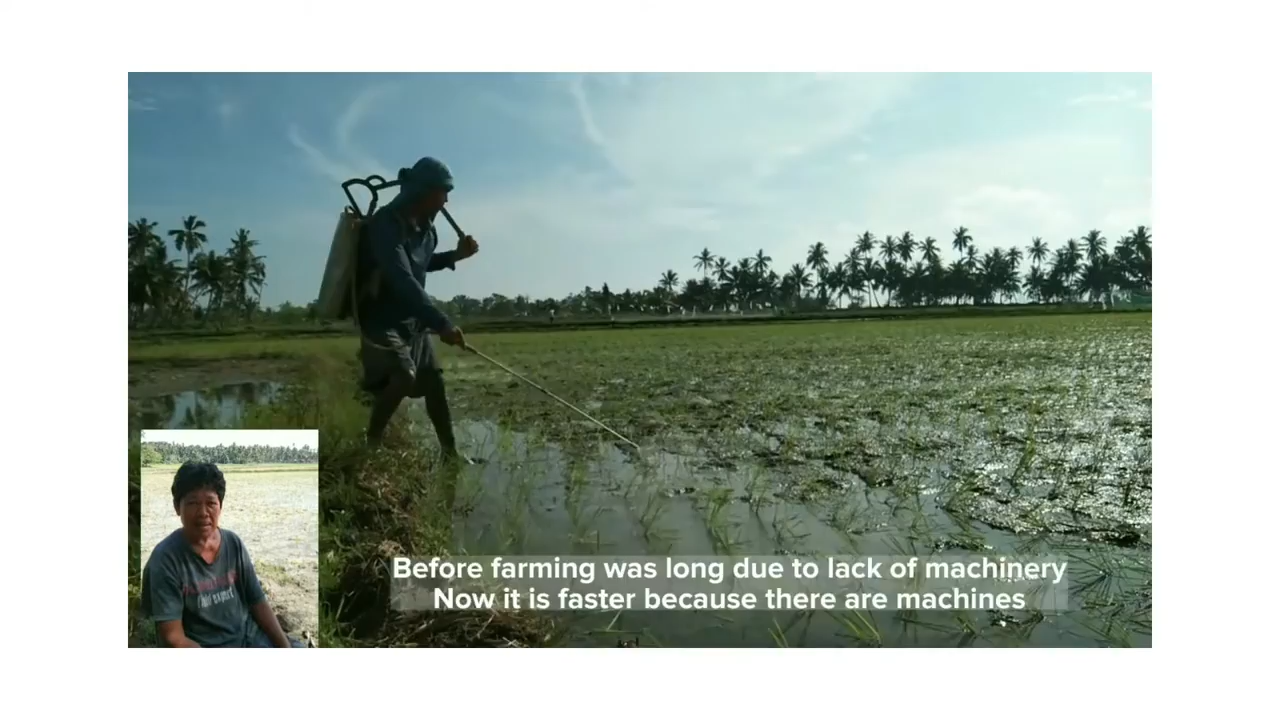 Before farming was long due to lack of machinery
Now it is faster because there are machines